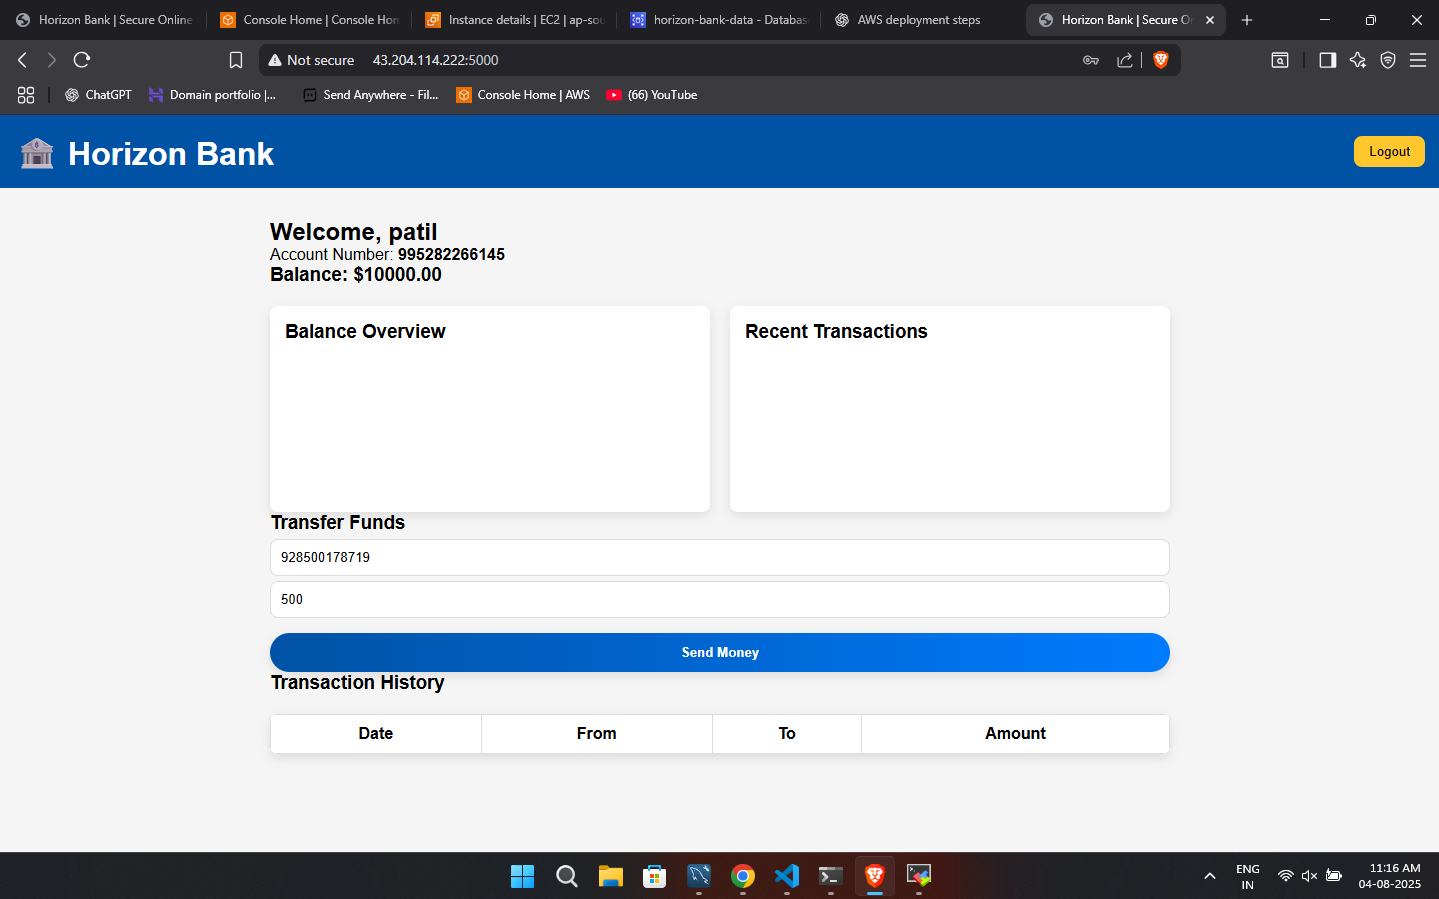 Horizon Bank | Secure Online
Console Home | Console Hon
Instance details | EC2 | ap-sou
horizon-bank-data - Database
AWS deployment steps
Horizon Bank | Secure On
Not secure 43.204.114.222:5000
ChatGPT
Domain portfolio |...
Send Anywhere - Fil...
Console Home | AWS
(66) YouTube
Horizon Bank
Logout
Welcome, patil
Account Number: 995282266145
Balance: $10000.00
Balance Overview
Recent Transactions
Transfer Funds
928500178719
500
Send Money
Transaction History
Date From To Amount
ENG
IN
11:16 AM
04-08-2025